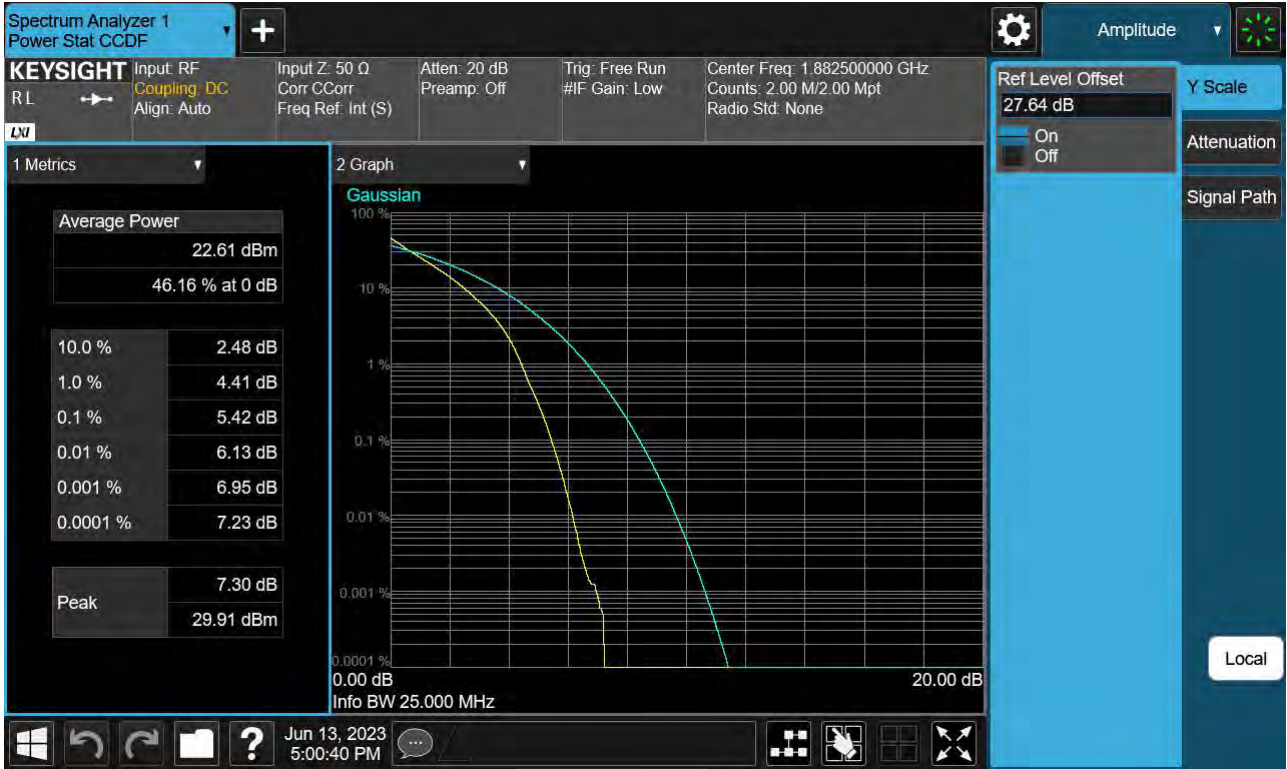 Spectrum Analyzer 1
Power Stat CCDF
Amplitude
KEYSIGHT
RL
LXI
Input: RF
Coupling: DC
Align: Auto
Input Z: 50 Ω
Corr CCorr
Freq Ref: Int (S)
Atten: 20 dB
Preamp: Off
Trig: Free Run
#IF Gain: Low
Center Freq: 1.882500000 GHz
Counts: 2.00 M/2.00 Mpt
Radio Std: None
Ref Level Offset
27.64 dB
On
Off
Y Scale
Attenuation
Signal Path
Local
1 Metrics
Average Power
22.61 dBm
46.16 % at 0 dB
10.0 % 2.48 dB
1.0 % 4.41 dB
0.1 % 5.42 dB
0.01 % 6.13 dB
0.001 % 6.95 dB
0.0001 % 7.23 dB
Peak
7.30 dB
29.91 dBm
2 Graph
Gaussian
100 %
10 %
1 %
0.1 %
0.01 %
0.001 %
0.0001 %
0.00 dB 20.00 dB
Info BW 25.000 MHz
?
Jun 13, 2023
5:00:40 PM